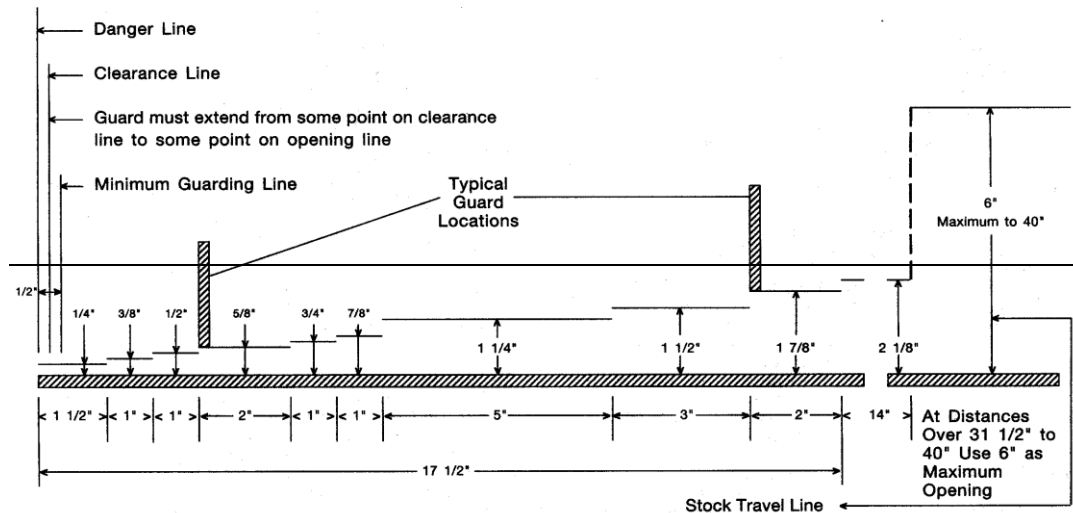 Danger Line
Clearance Line
Guard must extend from some point on clearance
line to some point on opening line
Minimum Guarding Line
Typical
Guard
Locations
6"
Maximum to 40"
1/2"
1/4"
3/8"
1/2"
5/8"
3/4"
7/8"
1 1/4"
1 1/2"
1 7/8"
2 1/8"
1 1/2"
1"
1"
2"
1"
1"
5"
3"
2"
14"
At Distances
Over 31 1/2" to
40" Use 6" as
Maximum
Opening
17 1/2"
Stock Travel Line